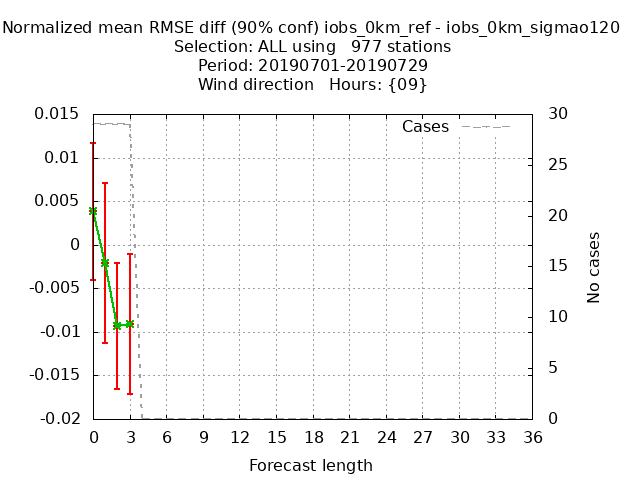 Normalized mean RMSE diff (90% conf) iobs_0km_ref - iobs_0km_sigmao120
Selection: ALL using   977 stations
Period: 20190701-20190729
Wind direction   Hours: {09}
0.015
0.01
0.005
0
-0.005
-0.01
-0.015
-0.02
Cases
30
25
20
15
10
5
0
No cases
0 3 6 9 12 15 18 21 24 27 30 33 36
Forecast length